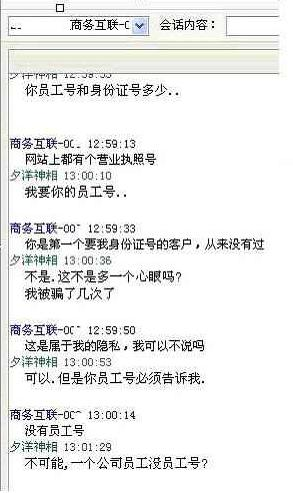 商务互联-0 会话内容:
夕洋神相 12:59:53
你员工号和身份证号多少..
商务互联-00 12:59:13
网站上都有个营业执照号
夕洋神相 13:00:10
我要你的员工号..
商务互联-00 12:59:33
你是第一个要我身份证号的客户，从来没有过
夕洋神相 13:00:36
不是.这不是多一个心眼吗?
我被骗了几次了
商务互联-0 12:59:50
这是属于我的隐私，我可以不说吗
夕洋神相 13:00:53
可以.但是你员工号必须告诉我.
商务互联-0 13:00:14
没有员工号
夕洋神相 13:01:29
不可能,一个公司员工没员工号?